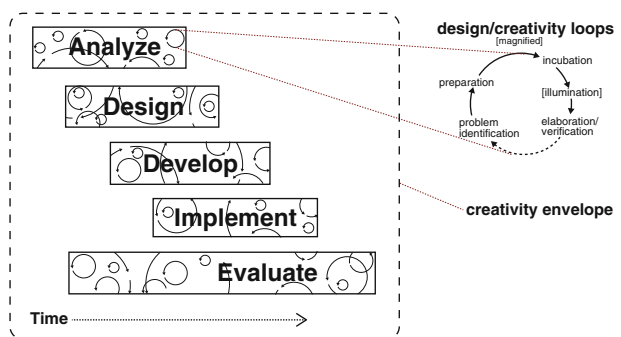 Analyze
Design
Develop
Implement
Evaluate
Time
design/creativity loops
[magnified]
incubation
preparation
[illumination]
problem
identification
elaboration/
verification
creativity envelope